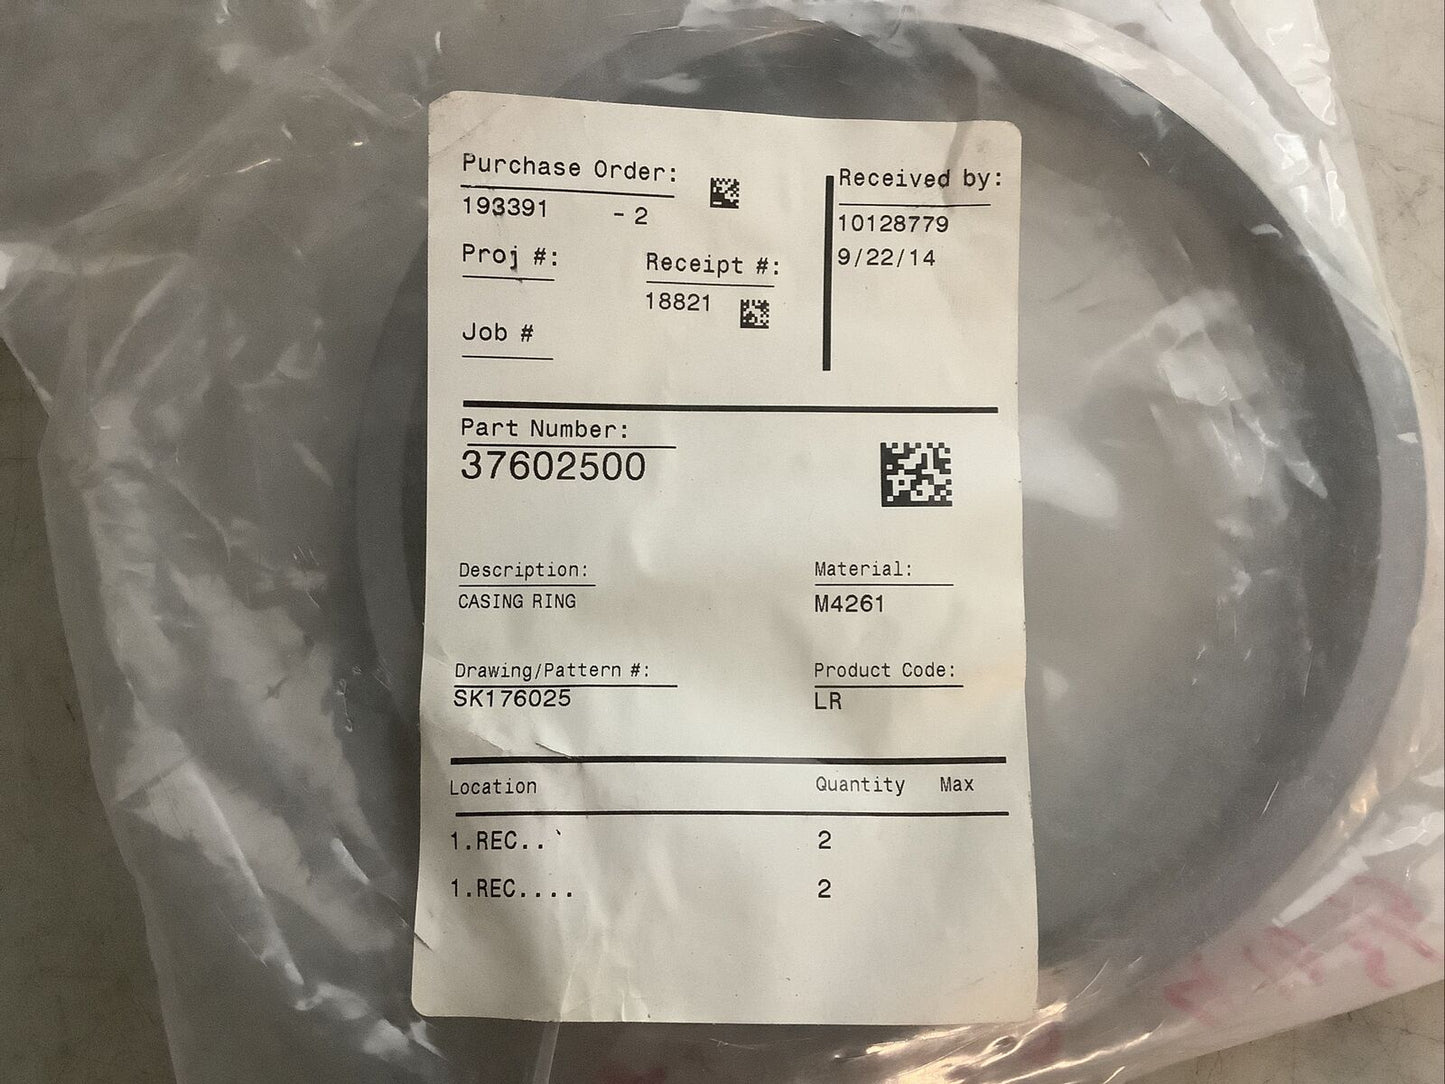 Purchase Order:
193391 - 2
Proj #:
Receipt #:
18821
Job #
Received by:
10128779
9/22/14
Part Number:
37602500
Description:
CASING RING
Material:
M4261
Drawing/Pattern #:
SK176025
Product Code:
LR
Location Quantity Max
1.REC.. 2
1.REC.... 2